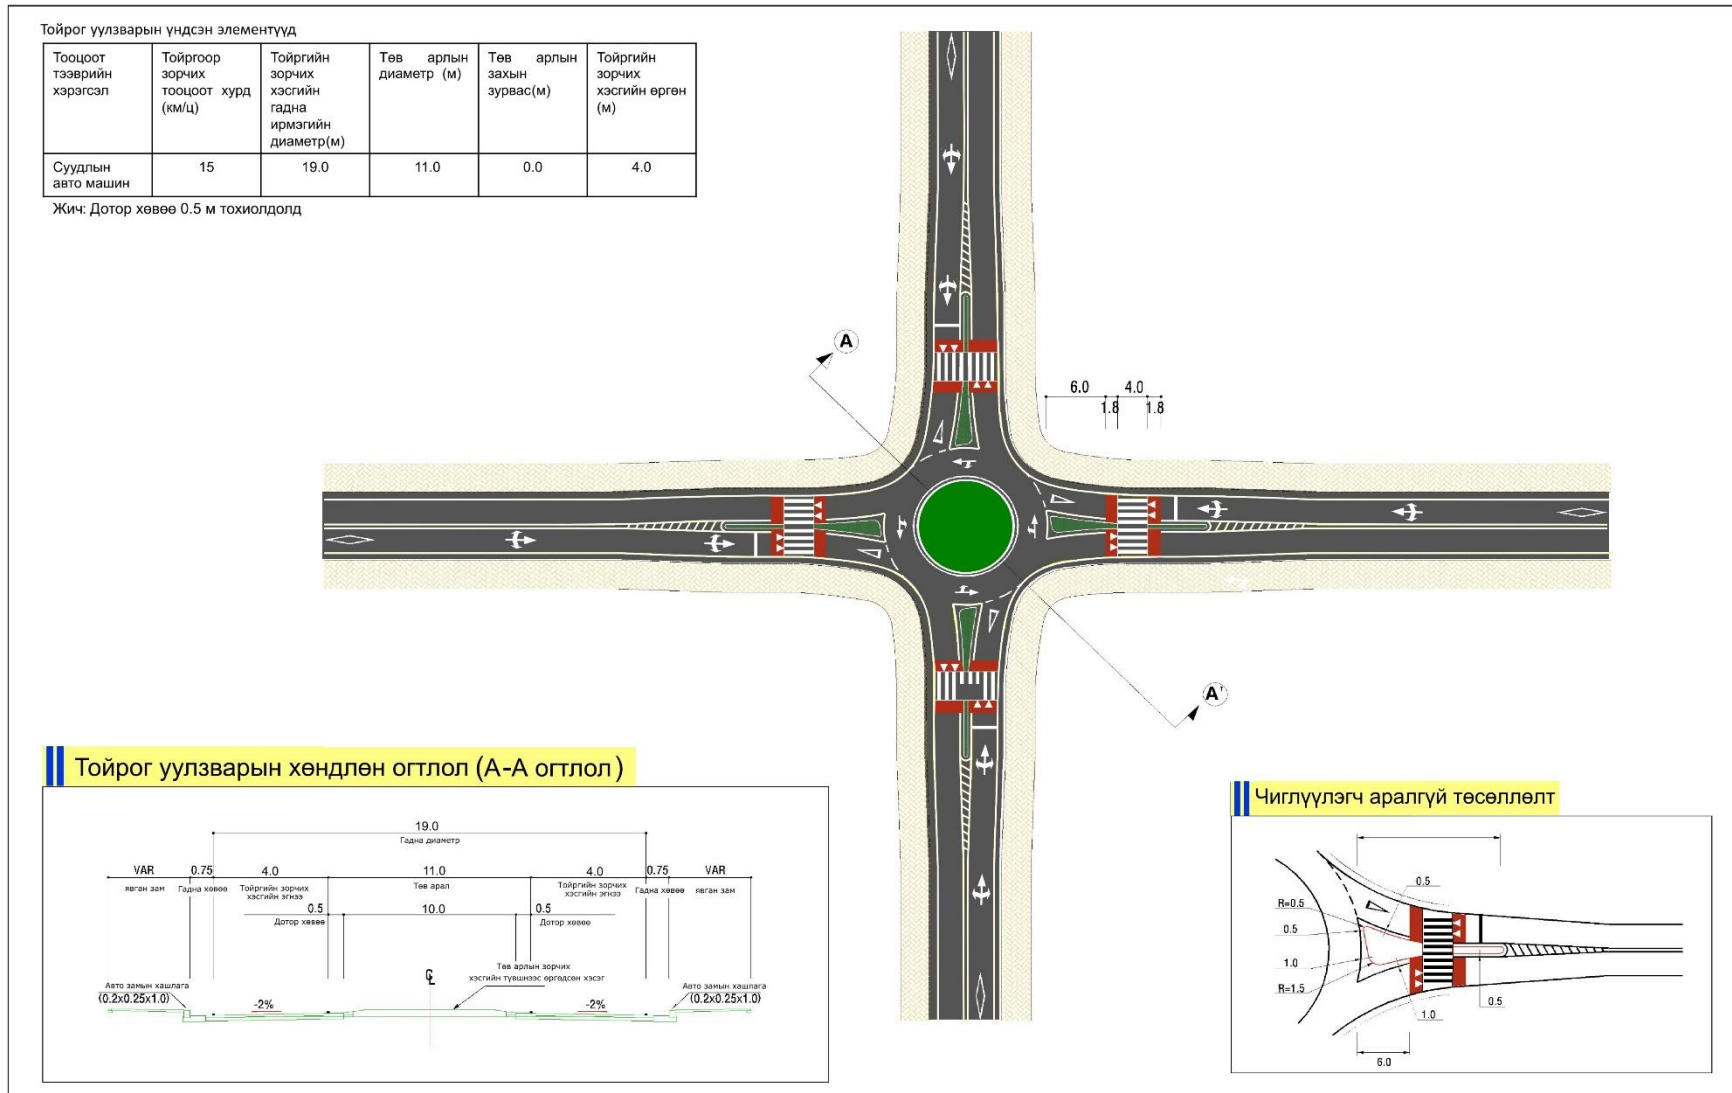 Тойрог уулзварын үндсэн элементүүд
Тооцоот тээврийн хэрэгсэл
Тойргоор зорчих тооцоот хурд (км/ц)
Тойргийн зорчих хэсгийн гадна ирмэгийн диаметр(м)
Төв арлын диаметр (м)
Төв арлын захын зурвас(м)
Тойргийн зорчих хэсгийн өргөн (м)
Суудлын авто машин
15
19.0
11.0
0.0
4.0
Жич: Дотор хөвөө 0.5 м тохиолдолд
A
6.0
4.0
1.8
1.8
A'
Тойрог уулзварын хөндлөн огтлол (А-А огтлол)
19.0
Гадна диаметр
VAR
0.75
4.0
11.0
4.0
0.75
VAR
явган зам
Гадна хөвөө
Тойргийн зорчих
хэсгийн эгнээ
Төв арал
Тойргийн зорчих
хэсгийн эгнээ
Гадна хөвөө
явган зам
0.5
10.0
0.5
Дотор хөвөө
Дотор хөвөө
Төв арлын зорчих
хэсгийн түвшнээс өргөдсөн хэсэг
Авто замын хашлага
(0.2x0.25x1.0)
-2%
-2%
Авто замын хашлага
(0.2x0.25x1.0)
Чиглүүлэгч аралгүй төсөллөлт
0.5
R=0.5
0.5
1.0
R=1.5
0.5
1.0
6.0